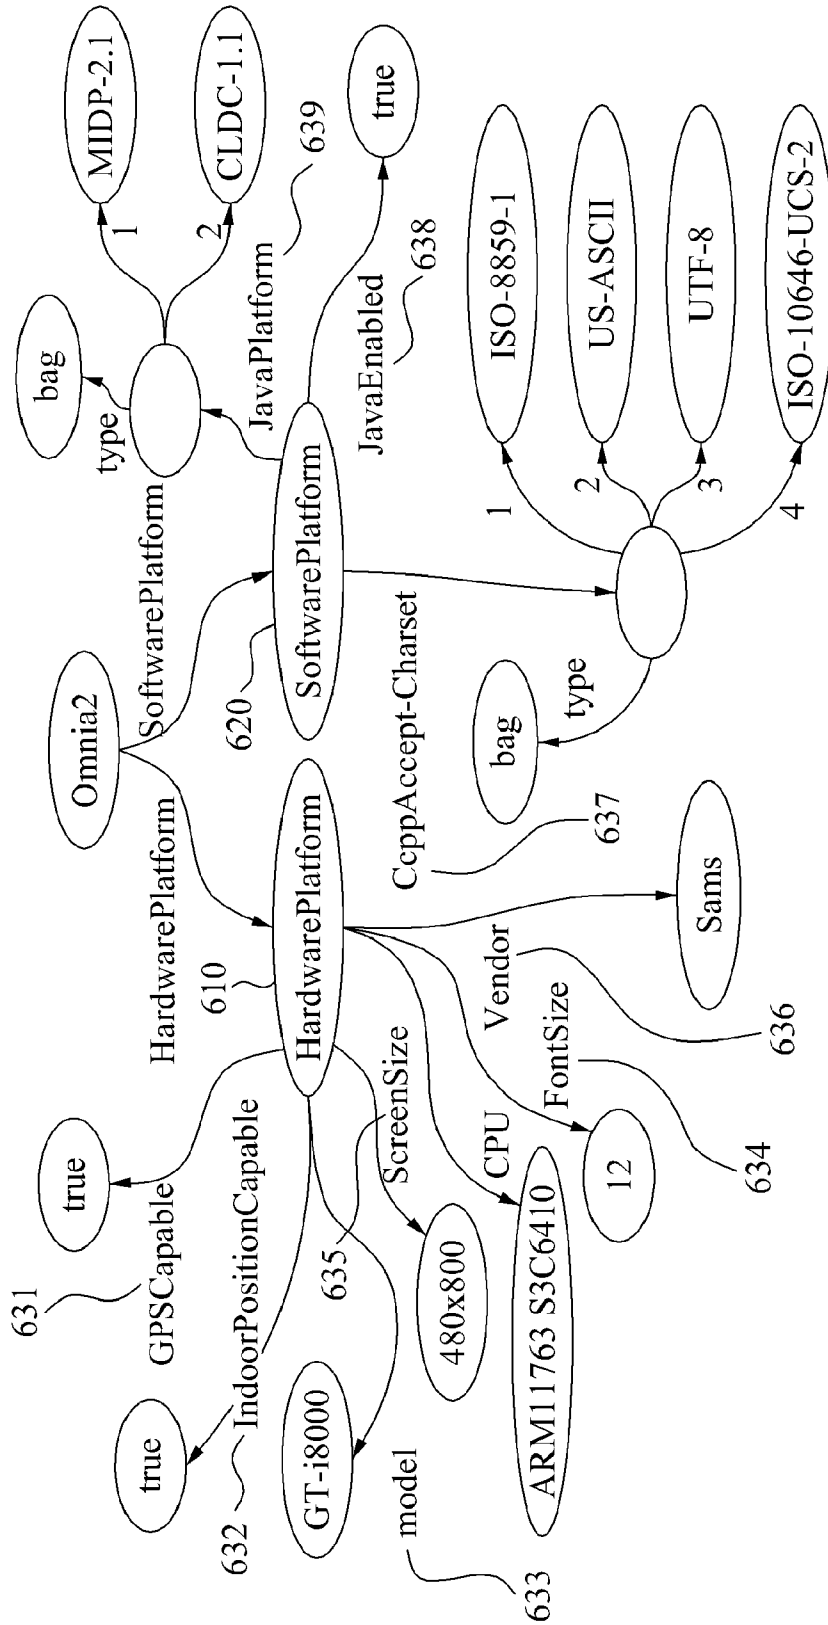 Omnia2
HardwarePlatform
SoftwarePlatform
610
HardwarePlatform
620
SoftwarePlatform
631
GPSCapable
true
632
IndoorPositionCapable
true
633
model
GT-i8000
635
ScreenSize
480x800
CPU
ARM11763 S3C6410
634
FontSize
12
636
Vendor
Sams
637
CcppAccept-Charset
type
bag
1
ISO-8859-1
2
US-ASCII
3
UTF-8
4
ISO-10646-UCS-2
638
JavaEnabled
true
639
JavaPlatform
type
bag
1
MIDP-2.1
2
CLDC-1.1